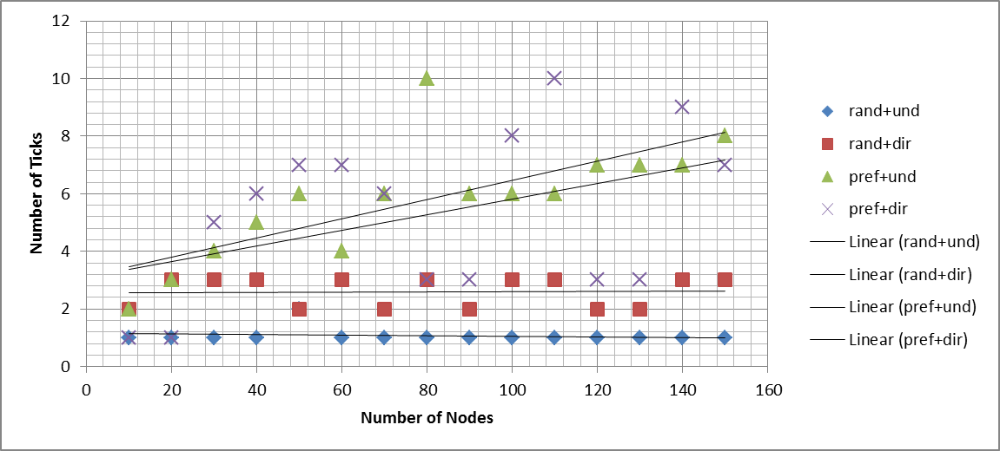 12
10
8
6
4
2
0
0 20 40 60 80 100 120 140 160
Number of Ticks
Number of Nodes
rand+und
rand+dir
pref+und
pref+dir
Linear (rand+und)
Linear (rand+dir)
Linear (pref+und)
Linear (pref+dir)